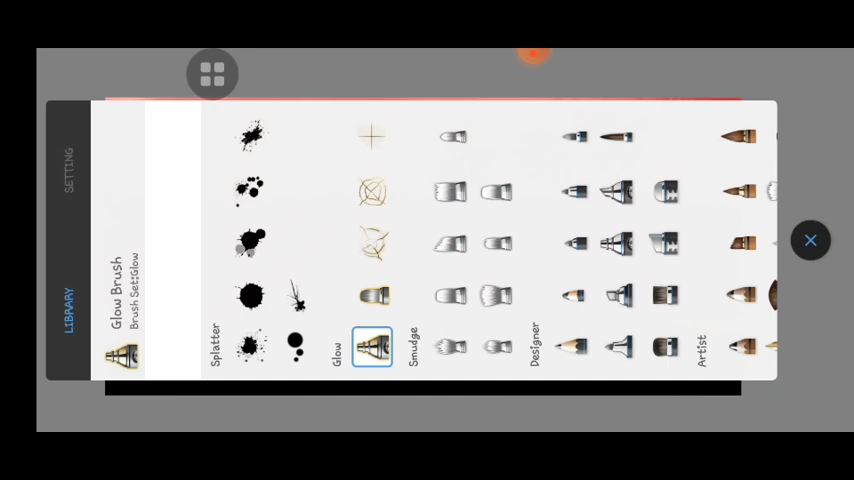 LIBRARY
SETTING
Glow Brush
Brush Set:Glow
Splatter
Glow
Smudge
Designer
Artist